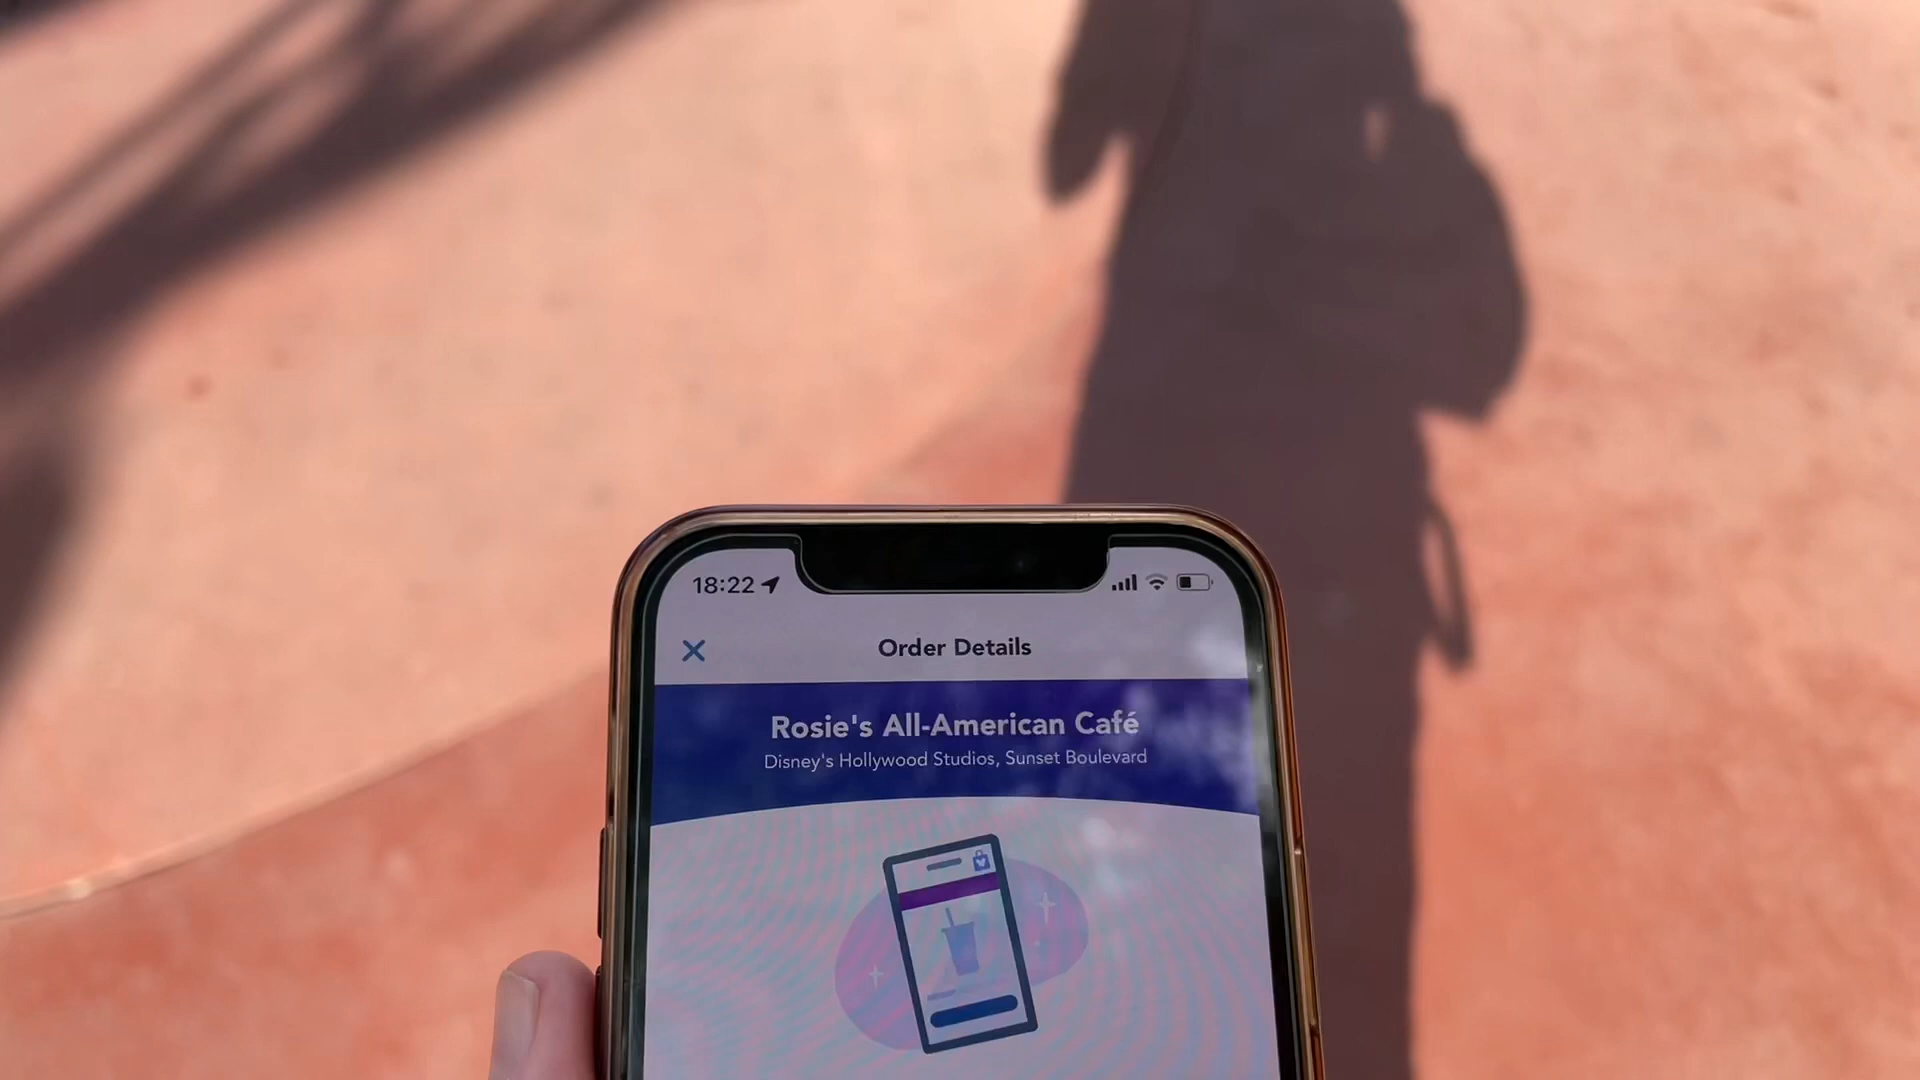 18:22
Order Details
Rosie's All-American Café
Disney's Hollywood Studios, Sunset Boulevard